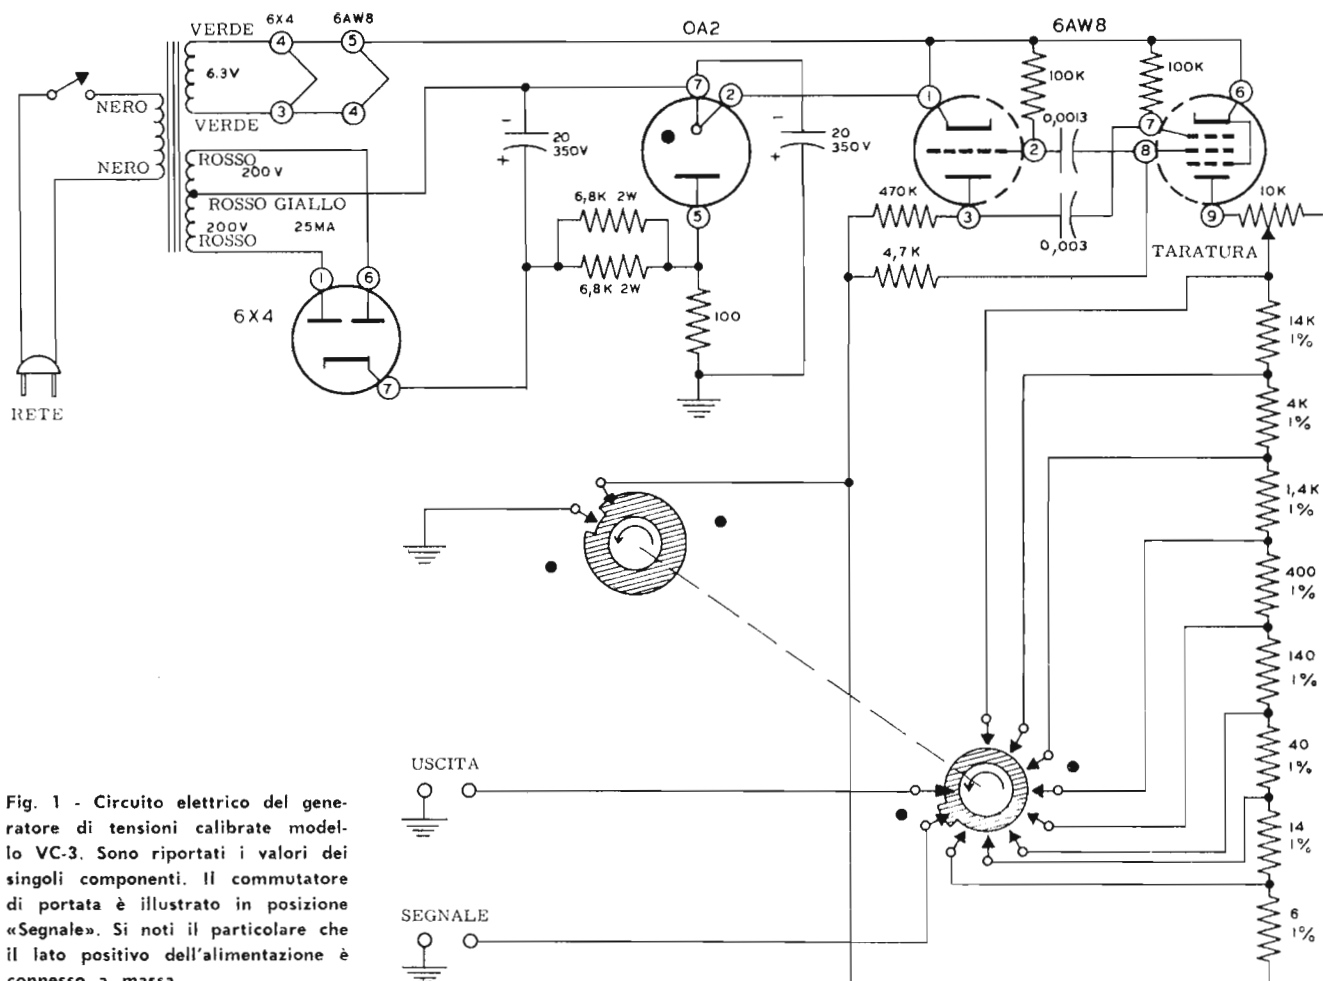 VERDE
6X4
6AW8
OA2
6AW8
4
5
6.3V
3
4
VERDE
NERO
NERO
ROSSO
200V
ROSSO GIALLO
200V
25MA
ROSSO
RETE
6X4
1
6
7
-
20
350V
+
7
2
5
-
20
350V
+
6,8K 2W
6,8K 2W
100
1
2
3
100K
0,0013
0,003
470K
4,7K
100K
7
8
6
9
10K
TARATURA
14K
1%
4K
1%
1,4K
1%
400
1%
140
1%
40
1%
14
1%
6
1%
USCITA
SEGNALE
Fig. 1 - Circuito elettrico del gene-
ratore di tensioni calibrate model-
lo VC-3. Sono riportati i valori dei
singoli componenti. Il commutatore
di portata è illustrato in posizione
«Segnale». Si noti il particolare che
il lato positivo dell'alimentazione è
connesso a massa